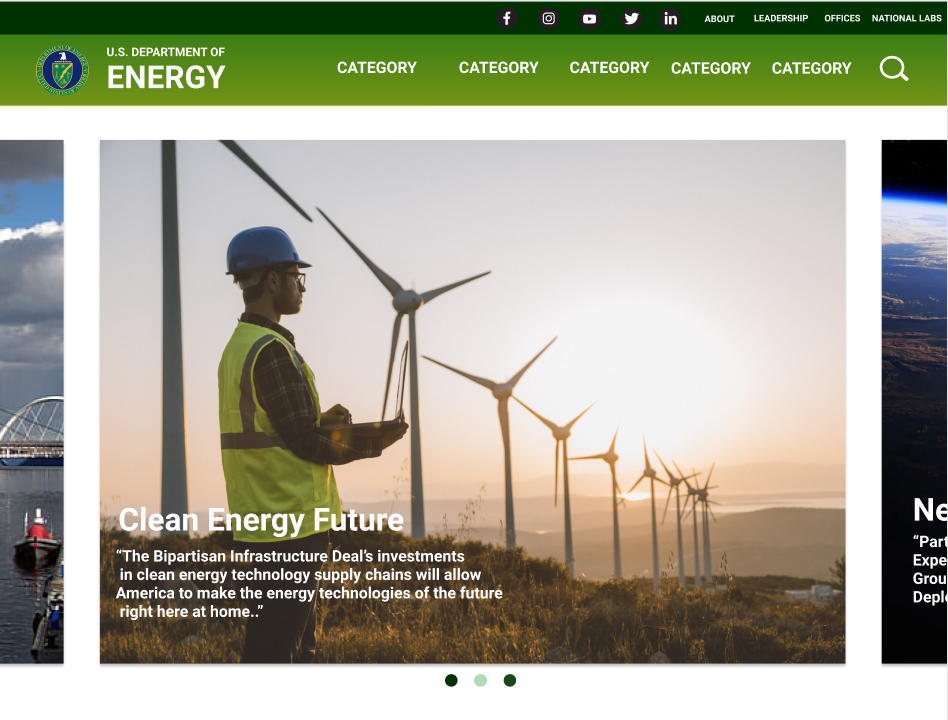 ABOUT LEADERSHIP OFFICES NATIONAL LABS
U.S. DEPARTMENT OF
ENERGY
CATEGORY CATEGORY CATEGORY CATEGORY CATEGORY
Clean Energy Future
“The Bipartisan Infrastructure Deal’s investments
in clean energy technology supply chains will allow
America to make the energy technologies of the future
right here at home..”
Ne
“Part
Expe
Grou
Deplo